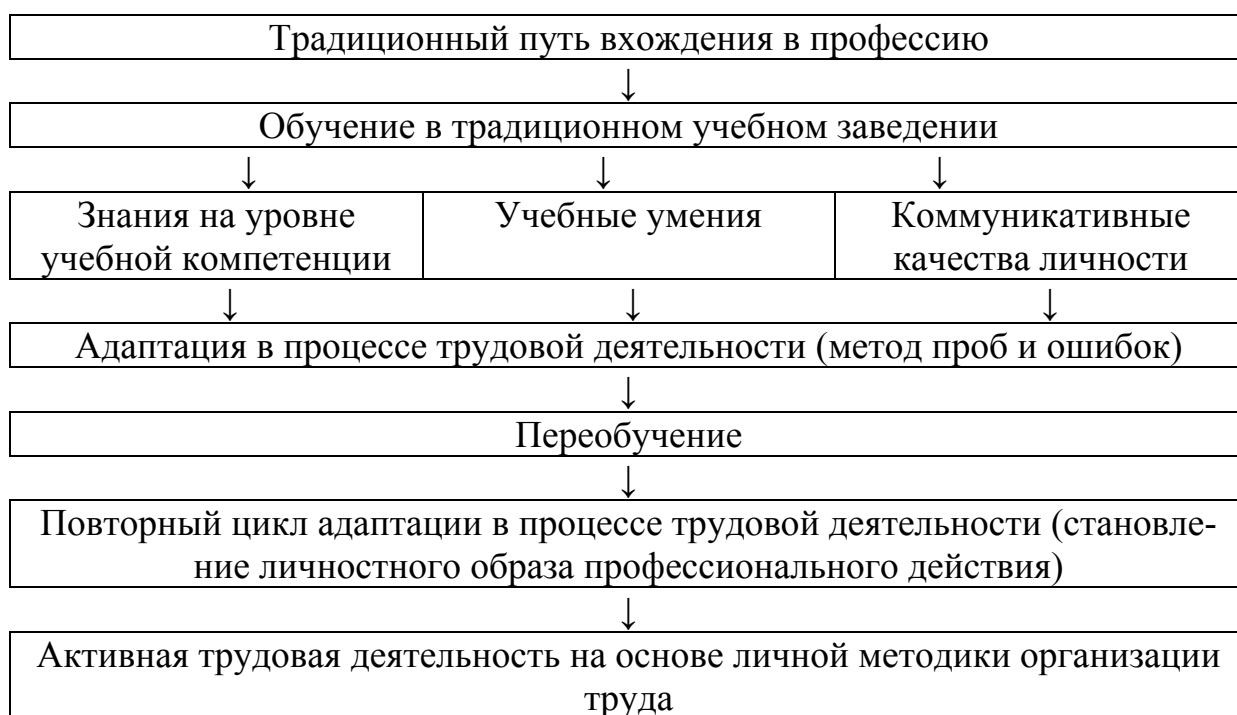 Традиционный путь вхождения в профессию
↓
Обучение в традиционном учебном заведении
↓ ↓ ↓
Знания на уровне
учебной компетенции
Учебные умения
Коммуникативные
качества личности
↓ ↓ ↓
Адаптация в процессе трудовой деятельности (метод проб и ошибок)
↓
Переобучение
↓
Повторный цикл адаптации в процессе трудовой деятельности (становле-
ние личностного образа профессионального действия)
↓
Активная трудовая деятельность на основе личной методики организации
труда